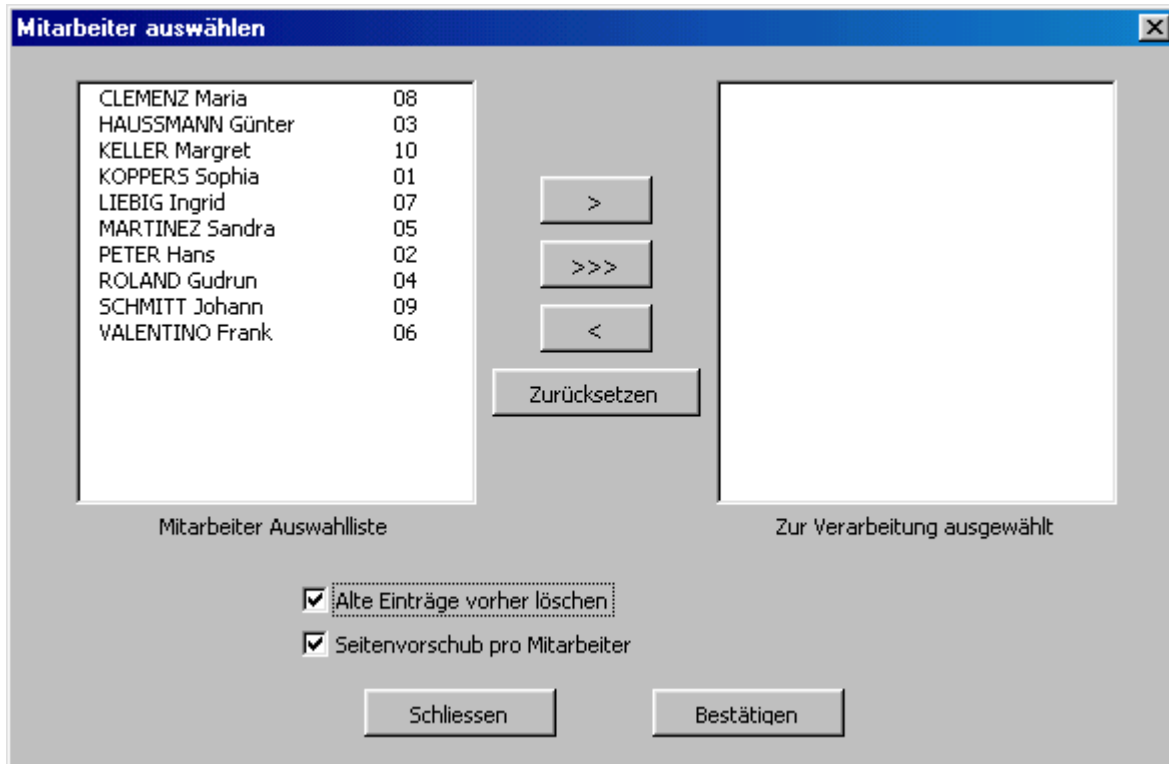 Mitarbeiter auswählen
CLEMENZ Maria 08
HAUSSMANN Günter 03
KELLER Margret 10
KOPPERS Sophia 01
LIEBIG Ingrid 07
MARTINEZ Sandra 05
PETER Hans 02
ROLAND Gudrun 04
SCHMITT Johann 09
VALENTINO Frank 06
>
>>>
<
Zurücksetzen
Mitarbeiter Auswahlliste
Zur Verarbeitung ausgewählt
Alte Einträge vorher löschen
Seitenvorschub pro Mitarbeiter
Schliessen
Bestätigen